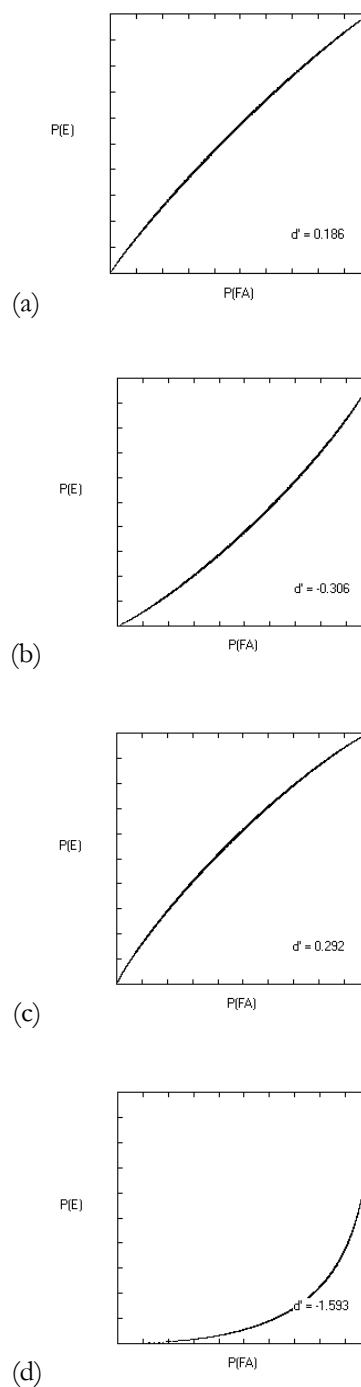 P(E)
d' = 0.186
P(FA)
(a)
P(E)
d' = -0.306
P(FA)
(b)
P(E)
d' = 0.292
P(FA)
(c)
P(E)
d' = -1.593
P(FA)
(d)